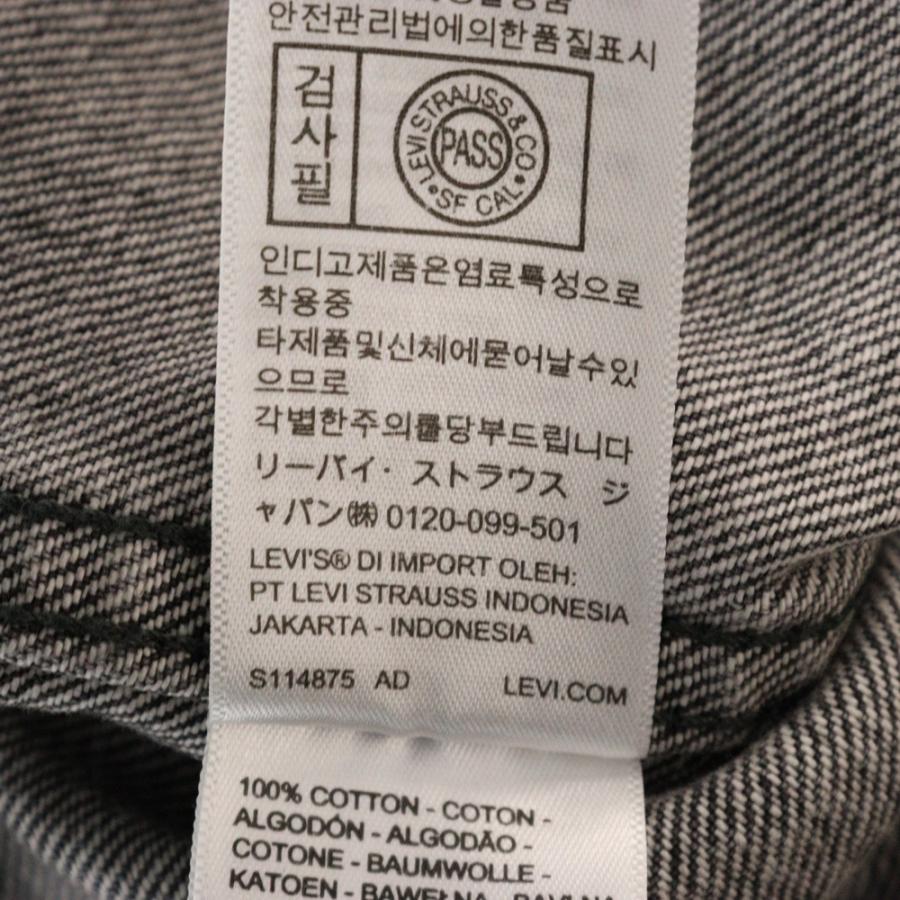 안전관리법에의한품질표시
검
사
필
LEVI STRAUSS & CO
PASS
SF CAL
인디고제품은염료특성으로
착용중
타제품및신체에묻어날수있
으므로
각별한주의를당부드립니다
リーバイ・ ストラウス ジ
ャパン㈱ 0120-099-501
LEVI'S® DI IMPORT OLEH:
PT LEVI STRAUSS INDONESIA
JAKARTA - INDONESIA
S114875 AD LEVI.COM
100% COTTON - COTON -
ALGODÓN - ALGODÃO -
COTONE - BAUMWOLLE -
KATOEN - BAWEŁNA -